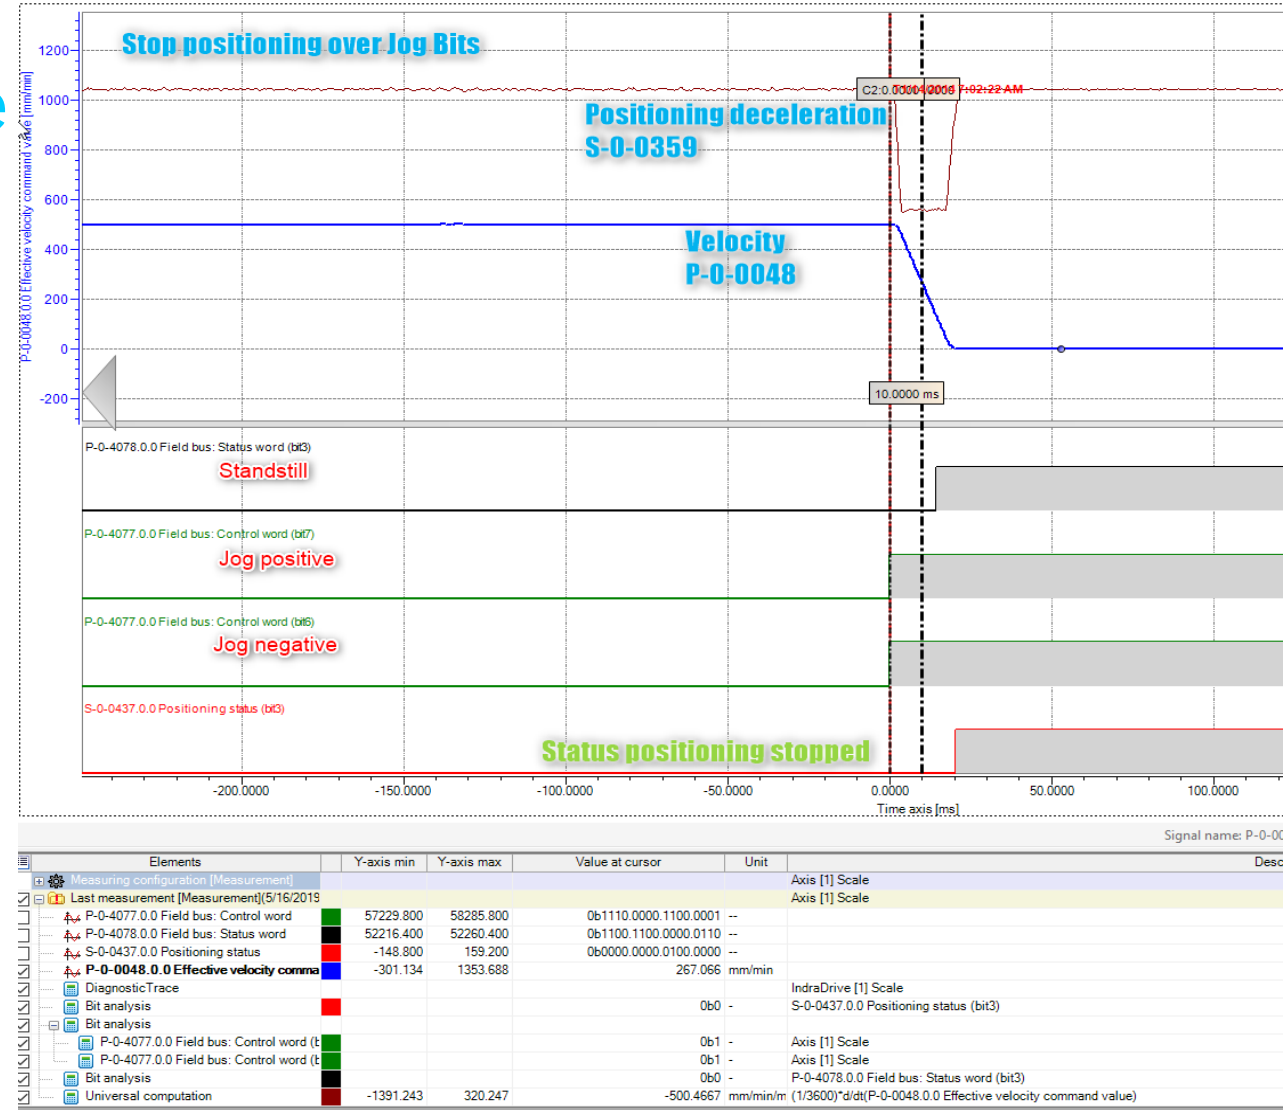 e
Stop positioning over Jog Bits
1200
1000
800
600
400
200
0
-200
P-0-0048.0.0 Effective velocity command value [mm/min]
C2:0.0000
7:02:22 AM
Positioning deceleration
S-0-0359
Velocity
P-0-0048
10.0000 ms
P-0-4078.0.0 Field bus: Status word (bit3)
Standstill
P-0-4077.0.0 Field bus: Control word (bit7)
Jog positive
P-0-4077.0.0 Field bus: Control word (bit6)
Jog negative
S-0-0437.0.0 Positioning status (bit3)
Status positioning stopped
-200.0000 -150.0000 -100.0000 -50.0000 0.0000 50.0000 100.0000
Time axis [ms]
Signal name: P-0-00
Elements Y-axis min Y-axis max Value at cursor Unit Desc
Measuring configuration [Measurement] Axis [1] Scale
Last measurement [Measurement](5/16/2019 Axis [1] Scale
P-0-4077.0.0 Field bus: Control word 57229.800 58285.800 0b1110.0000.1100.0001 --
P-0-4078.0.0 Field bus: Status word 52216.400 52260.400 0b1100.1100.0000.0110 --
S-0-0437.0.0 Positioning status -148.800 159.200 0b0000.0000.0100.0000 --
P-0-0048.0.0 Effective velocity comma -301.134 1353.688 267.066 mm/min
DiagnosticTrace IndraDrive [1] Scale
Bit analysis 0b0 - S-0-0437.0.0 Positioning status (bit3)
Bit analysis
P-0-4077.0.0 Field bus: Control word (b 0b1 - Axis [1] Scale
P-0-4077.0.0 Field bus: Control word (b 0b1 - Axis [1] Scale
Bit analysis 0b0 - P-0-4078.0.0 Field bus: Status word (bit3)
Universal computation -1391.243 320.247 -500.4667 mm/min/m (1/3600)*d/dt(P-0-0048.0.0 Effective velocity command value)